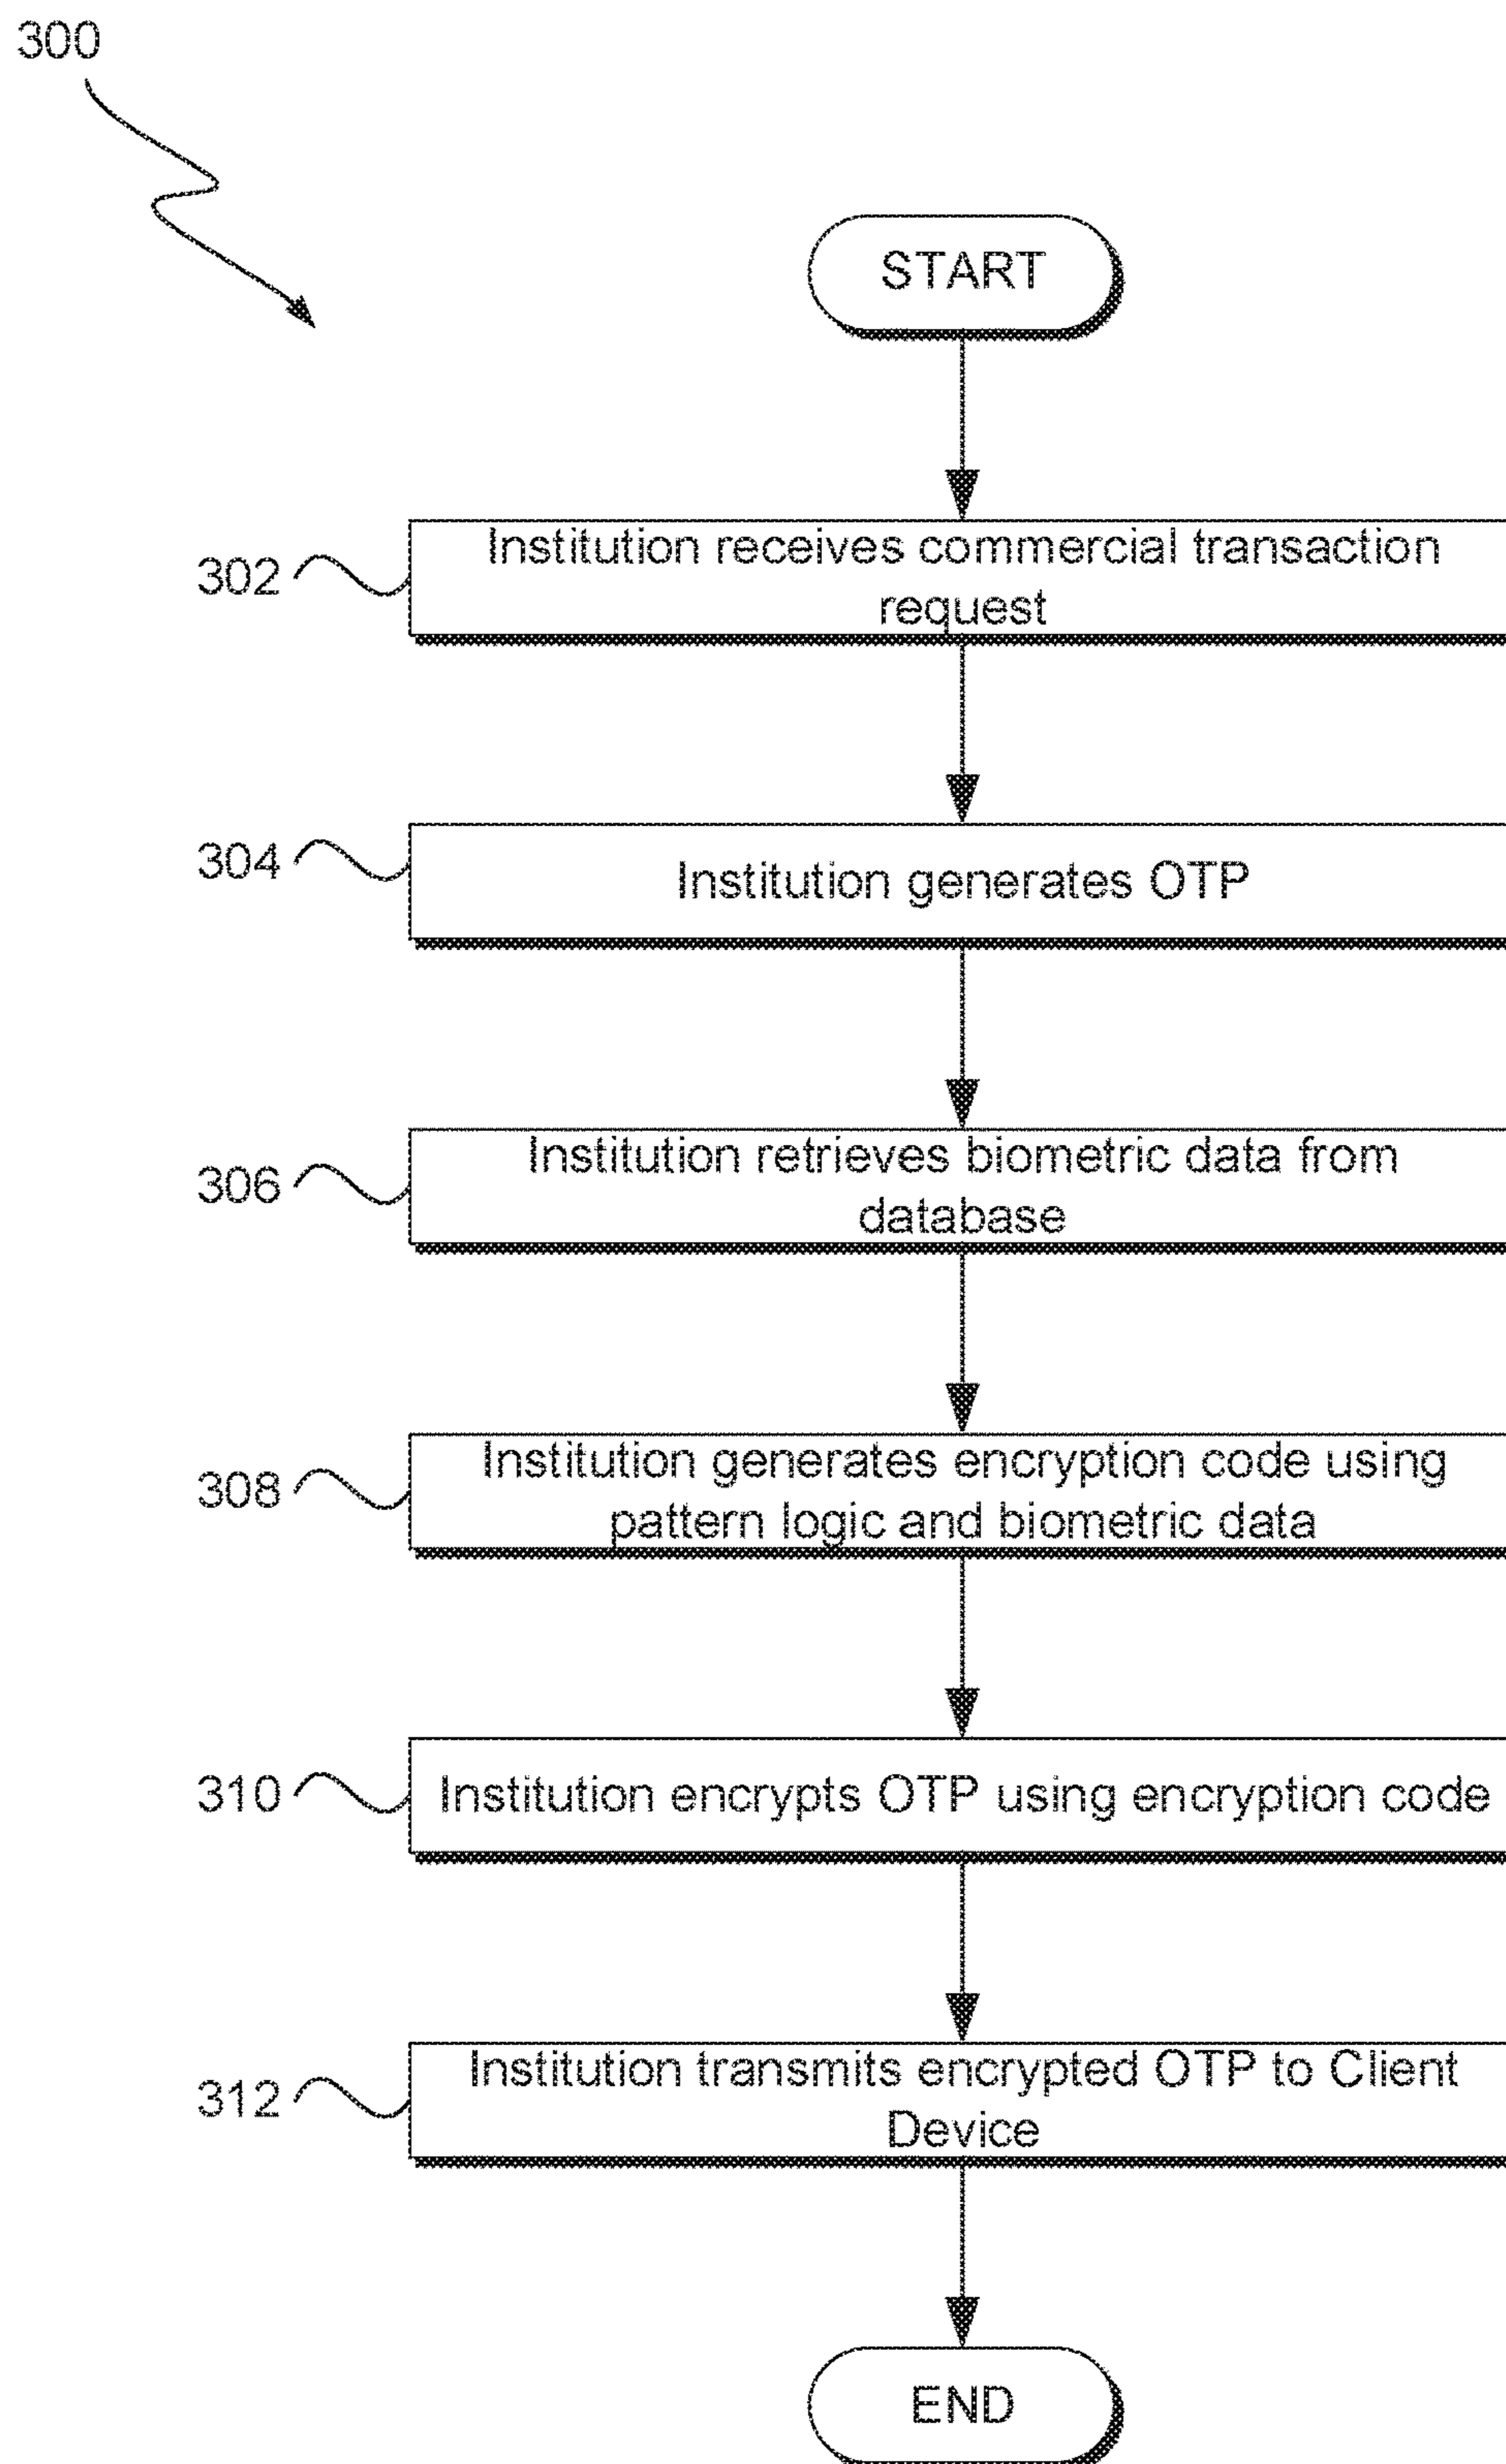 300
START
302
Institution receives commercial transaction
request
304
Institution generates OTP
306
Institution retrieves biometric data from
database
308
Institution generates encryption code using
pattern logic and biometric data
310
Institution encrypts OTP using encryption code
312
Institution transmits encrypted OTP to Client
Device
END